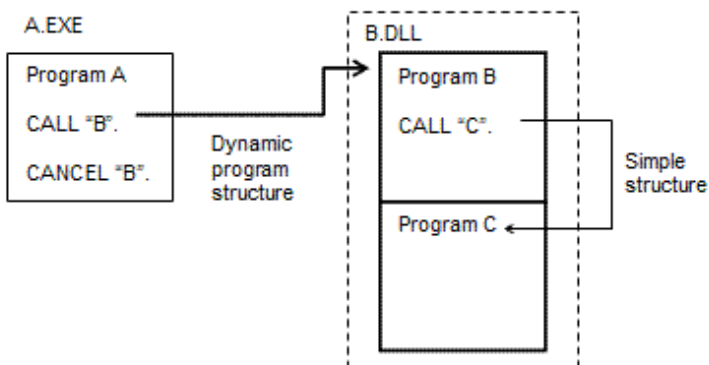 A.EXE
Program A
CALL "B".
CANCEL "B".
Dynamic
program
structure
B.DLL
Program B
CALL "C".
Program C
Simple
structure